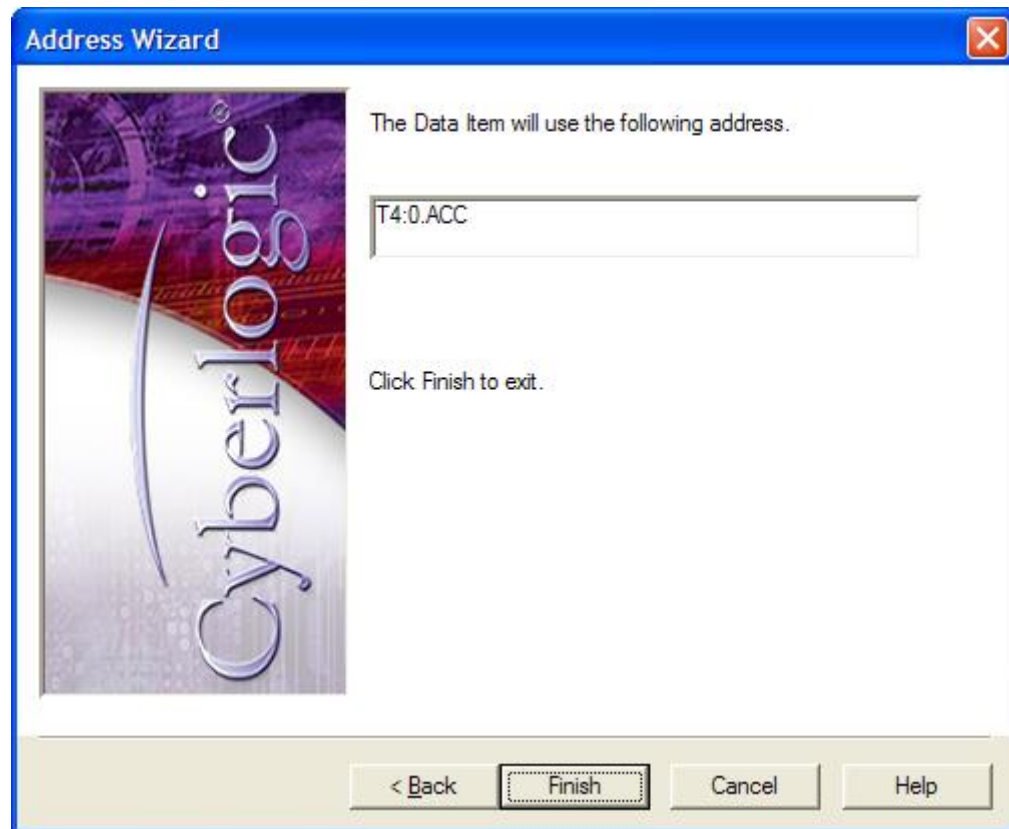 Address Wizard
Cyberlogic®
The Data Item will use the following address.
T4:0.ACC
Click Finish to exit.
< Back
Finish
Cancel
Help